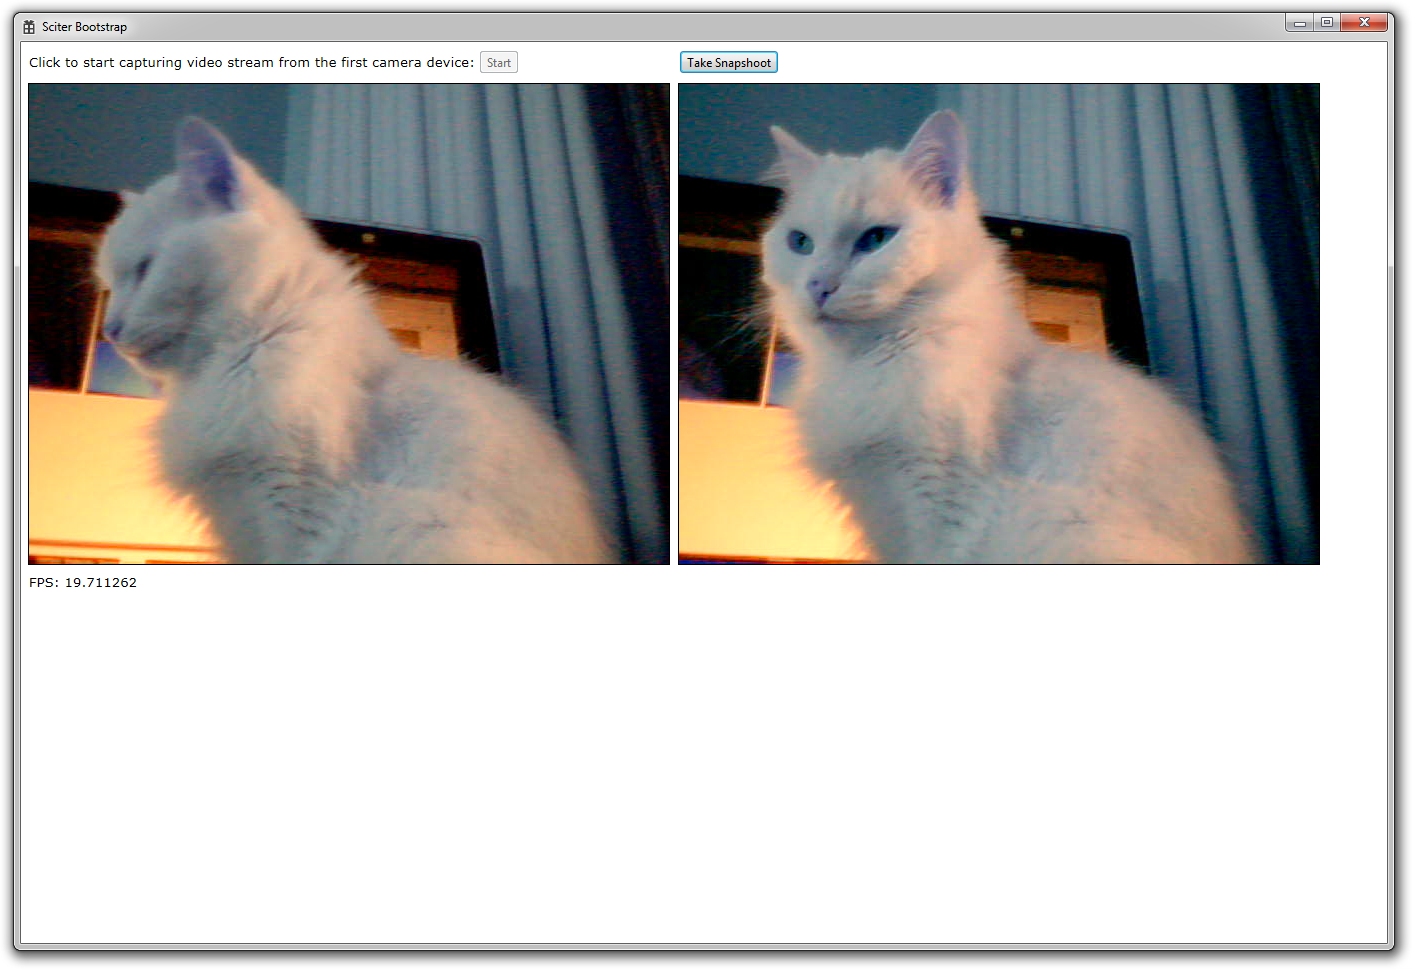 Sciter Bootstrap
Click to start capturing video stream from the first camera device: Start
Take Snapshoot
FPS: 19.711262